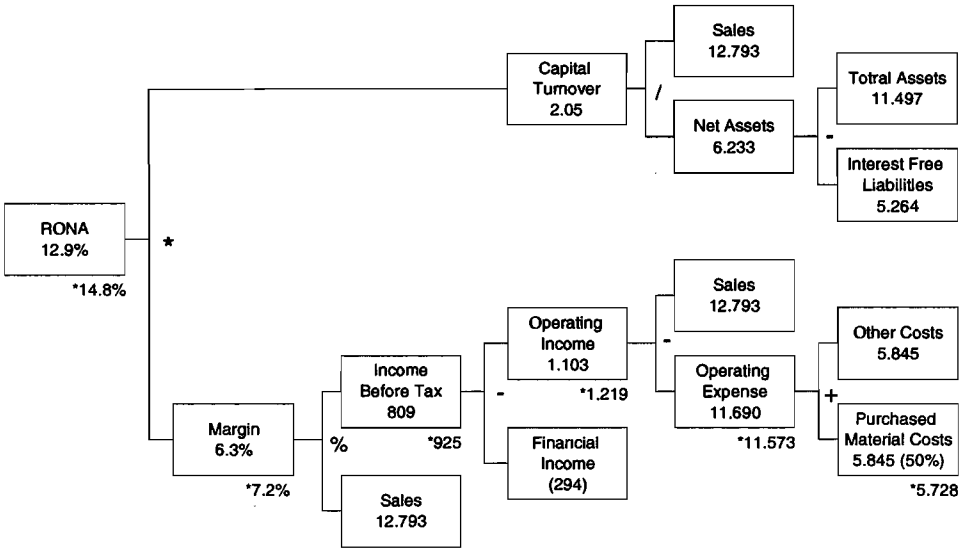 Sales
12.793
Capital
Turnover
2.05
/
Totral Assets
11.497
Net Assets
6.233
-
Interest Free
Liabilities
5.264
RONA
12.9%
*
*14.8%
Sales
12.793
Operating
Income
1.103
-
Other Costs
5.845
Income
Before Tax
809
-
*1.219
Operating
Expense
11.690
+
Margin
6.3%
%
*925
Financial
Income
(294)
*11.573
Purchased
Material Costs
5.845 (50%)
*7.2%
Sales
12.793
*5.728